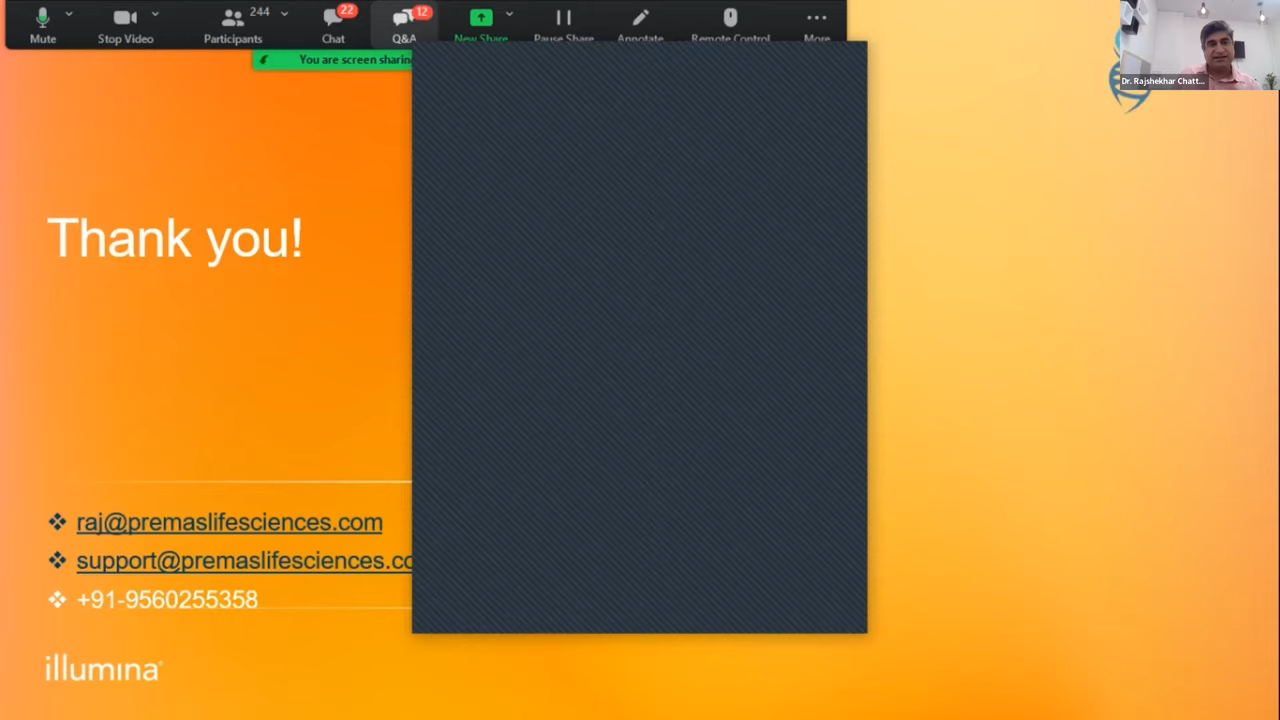 244
22
12
Mute
Stop Video
Participants
Chat
Q&A
New Share
Pause Share
Annotate
Remote Control
More
You are screen sharin
Dr. Rajshekhar Chatt...
Thank you!
raj@premaslifesciences.com
support@premaslifesciences.co
+91-9560255358
illumina